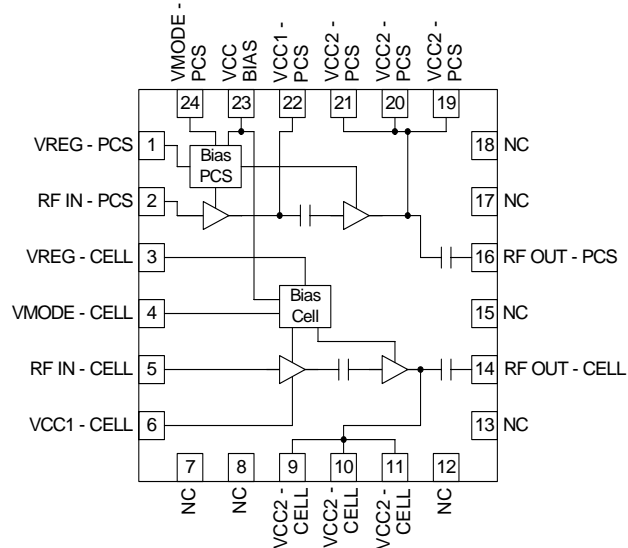 VMODE -
PCS
VCC
BIAS
VCC1 -
PCS
VCC2 -
PCS
VCC2 -
PCS
VCC2 -
PCS
24
23
22
21
20
19
VREG - PCS
1
Bias
PCS
18
NC
RF IN - PCS
2
17
NC
VREG - CELL
3
16
RF OUT - PCS
VMODE - CELL
4
Bias
Cell
15
NC
RF IN - CELL
5
14
RF OUT - CELL
VCC1 - CELL
6
13
NC
7
8
9
10
11
12
NC
NC
VCC2 -
CELL
VCC2 -
CELL
VCC2 -
CELL
NC